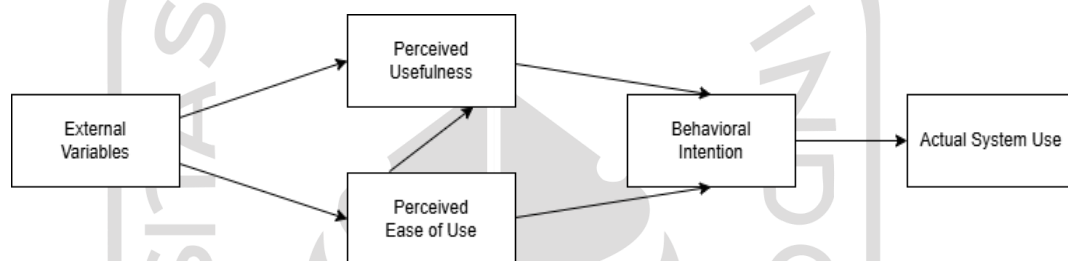 Perceived
Usefulness
External
Variables
Behavioral
Intention
Actual System Use
Perceived
Ease of Use